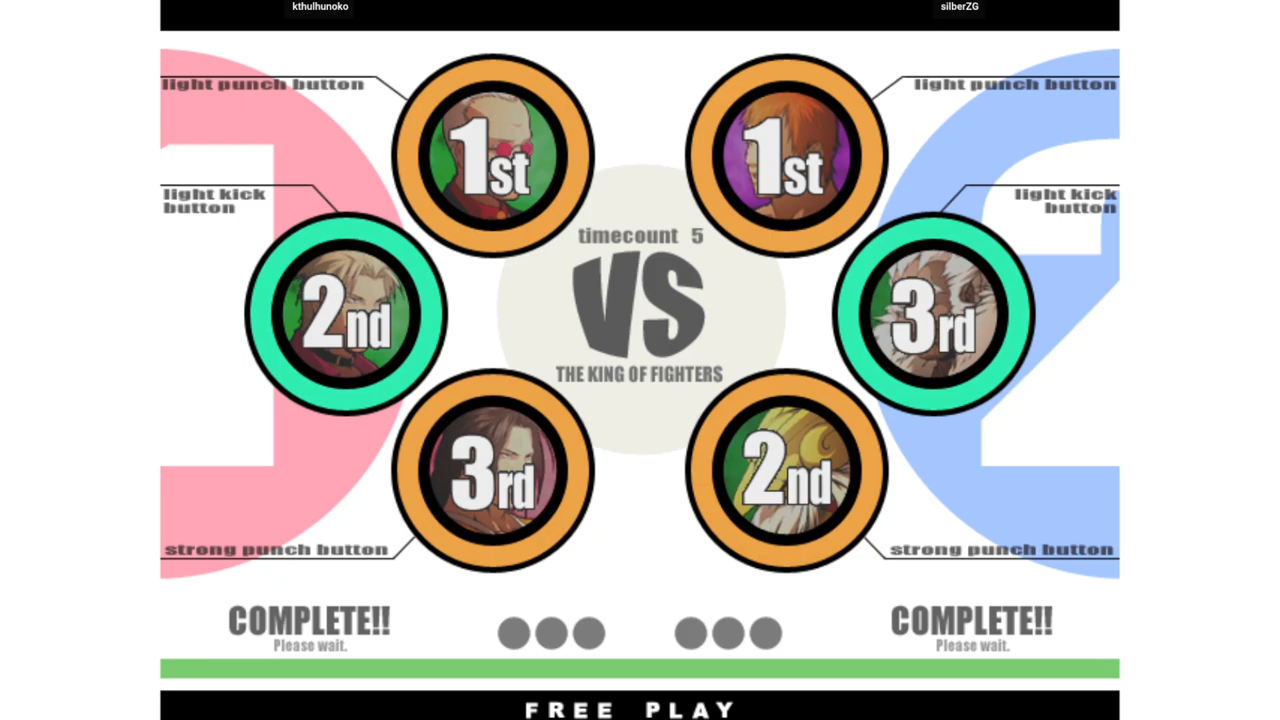 kthulhunoko
silberZG
light punch button
light punch button
1st
1st
light kick
button
light kick
button
timecount 5
VS
THE KING OF FIGHTERS
2nd
3rd
3rd
2nd
strong punch button
strong punch button
COMPLETE!!
Please wait.
COMPLETE!!
Please wait.
FREE PLAY